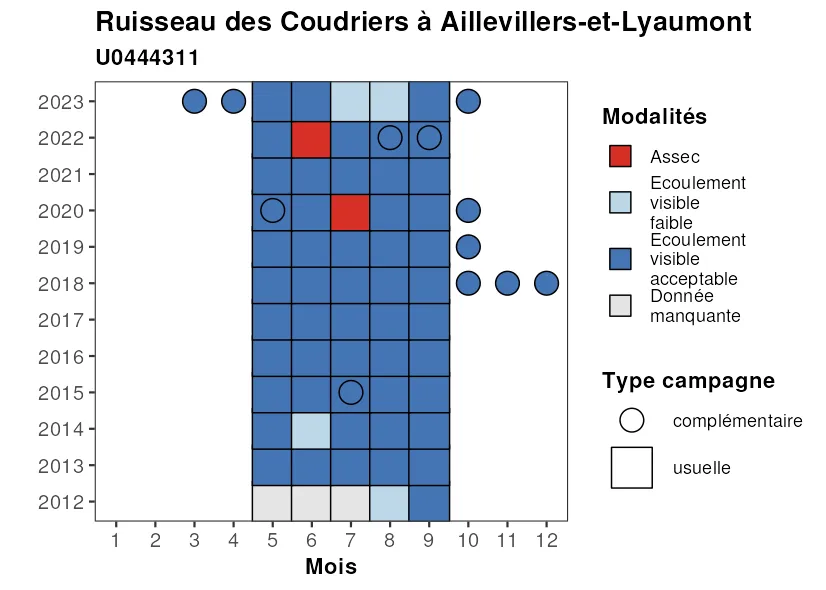 Ruisseau des Coudriers à Aillevillers-et-Lyaumont
U0444311
2023
2022
2021
2020
2019
2018
2017
2016
2015
2014
2013
2012
1 2 3 4 5 6 7 8 9 10 11 12
Mois
Modalités
Assec
Ecoulement
visible
faible
Ecoulement
visible
acceptable
Donnée
manquante
Type campagne
complémentaire
usuelle